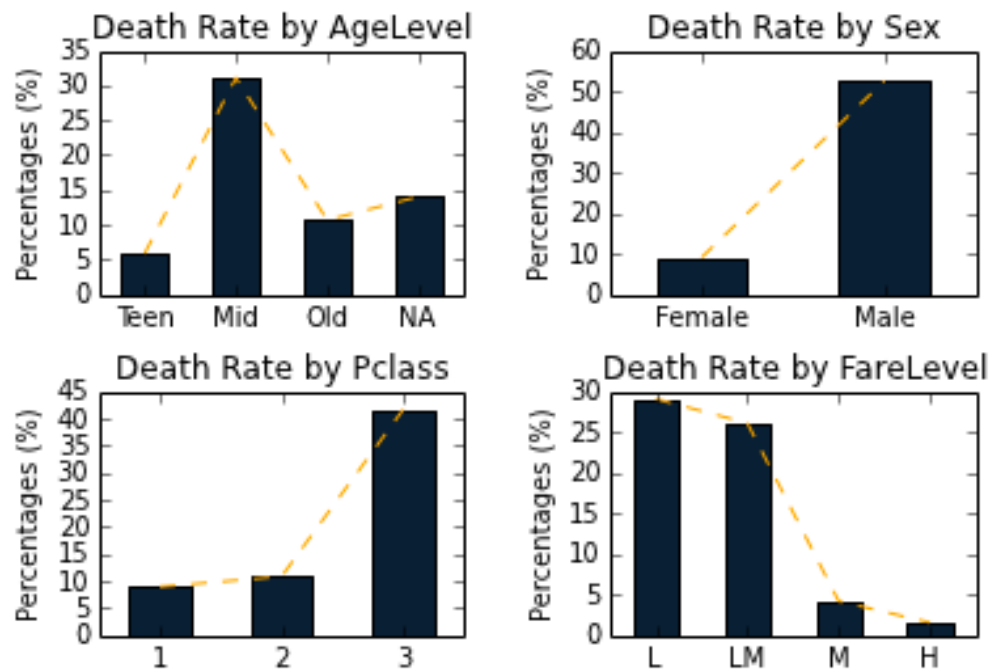 Death Rate by AgeLevel
Percentages (%)
35
30
25
20
15
10
5
0
Teen Mid Old NA
Death Rate by Sex
Percentages (%)
60
50
40
30
20
10
0
Female Male
Death Rate by Pclass
Percentages (%)
45
40
35
30
25
20
15
10
5
0
1 2 3
Death Rate by FareLevel
Percentages (%)
30
25
20
15
10
5
0
L LM M H